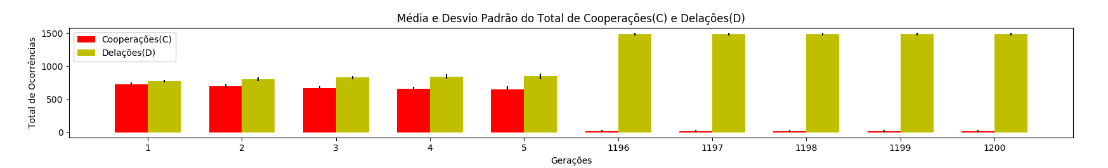 Média e Desvio Padrão do Total de Cooperações(C) e Delações(D)
Cooperações(C)
Delações(D)
Total de Ocorrências
1500
1000
500
0
1 2 3 4 5 1196 1197 1198 1199 1200
Gerações